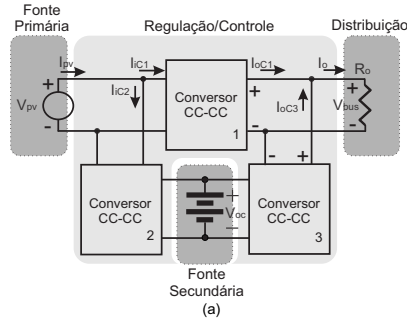 Fonte
Primária
Regulação/Controle
Distribuição
Ipv
IiC1
IoC1
Io
IiC2
IoC3
Ro
+
Vpv
-
Conversor
CC-CC
1
+
-
+
Vbus
-
-
+
Conversor
CC-CC
2
+
Voc
-
Conversor
CC-CC
3
Fonte
Secundária
(a)